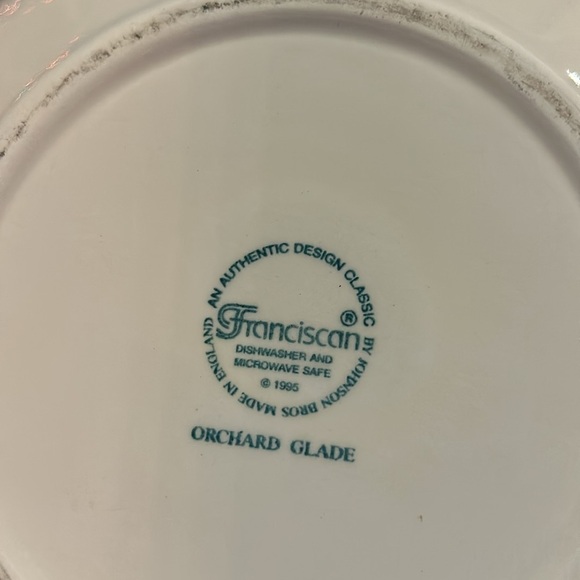 AN AUTHENTIC DESIGN CLASSIC BY JOHNSON BROS MADE IN ENGLAND
Franciscan ®
DISHWASHER AND
MICROWAVE SAFE
© 1995
ORCHARD GLADE